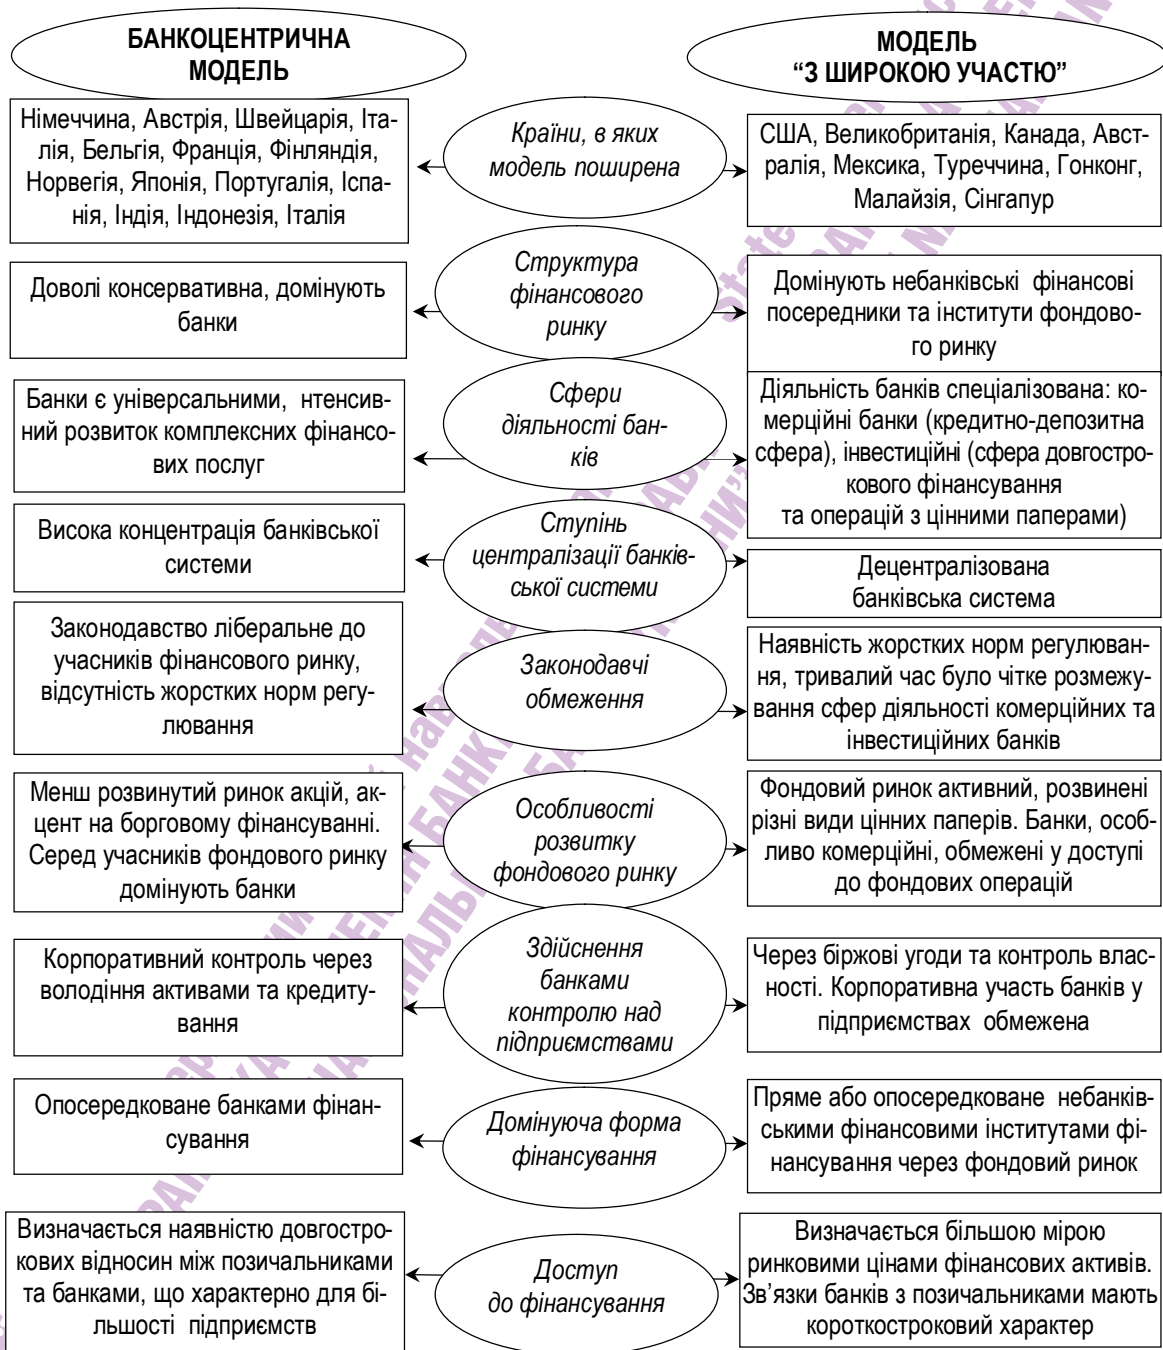 БАНКОЦЕНТРИЧНА
МОДЕЛЬ
МОДЕЛЬ
“З ШИРОКОЮ УЧАСТЮ”
Німеччина, Австрія, Швейцарія, Іта-
лія, Бельгія, Франція, Фінляндія,
Норвегія, Японія, Португалія, Іспа-
нія, Індія, Індонезія, Італія
Країни, в яких
модель поширена
США, Великобританія, Канада, Авст-
ралія, Мексика, Туреччина, Гонконг,
Малайзія, Сінгапур
Доволі консервативна, домінують
банки
Структура
фінансового
ринку
Домінують небанківські фінансові
посередники та інститути фондово-
го ринку
Банки є універсальними, нтенсив-
ний розвиток комплексних фінансо-
вих послуг
Сфери
діяльності бан-
ків
Діяльність банків спеціалізована: ко-
мерційні банки (кредитно-депозитна
сфера), інвестиційні (сфера довгостро-
кового фінансування
та операцій з цінними паперами)
Висока концентрація банківської
системи
Ступінь
централізації банків-
ської системи
Децентралізована
банківська система
Законодавство ліберальне до
учасників фінансового ринку,
відсутність жорстких норм регу-
лювання
Законодавчі
обмеження
Наявність жорстких норм регулюван-
ня, тривалий час було чітке розмежу-
вання сфер діяльності комерційних та
інвестиційних банків
Менш розвинутий ринок акцій, ак-
цент на борговому фінансуванні.
Серед учасників фондового ринку
домінують банки
Особливості
розвитку
фондового ринку
Фондовий ринок активний, розвинені
різні види цінних паперів. Банки, особ-
ливо комерційні, обмежені у доступі
до фондових операцій
Корпоративний контроль через
володіння активами та кредиту-
вання
Здійснення
банками
контролю над
підприємствами
Через біржові угоди та контроль влас-
ності. Корпоративна участь банків у
підприємствах обмежена
Опосередковане банками фінан-
сування
Домінуюча форма
фінансування
Пряме або опосередковане небанків-
ськими фінансовими інститутами фі-
нансування через фондовий ринок
Визначається наявністю довгостро-
кових відносин між позичальниками
та банками, що характерно для бі-
льшості підприємств
Доступ
до фінансування
Визначається більшою мірою
ринковими цінами фінансових активів.
Зв’язки банків з позичальниками мають
короткостроковий характер